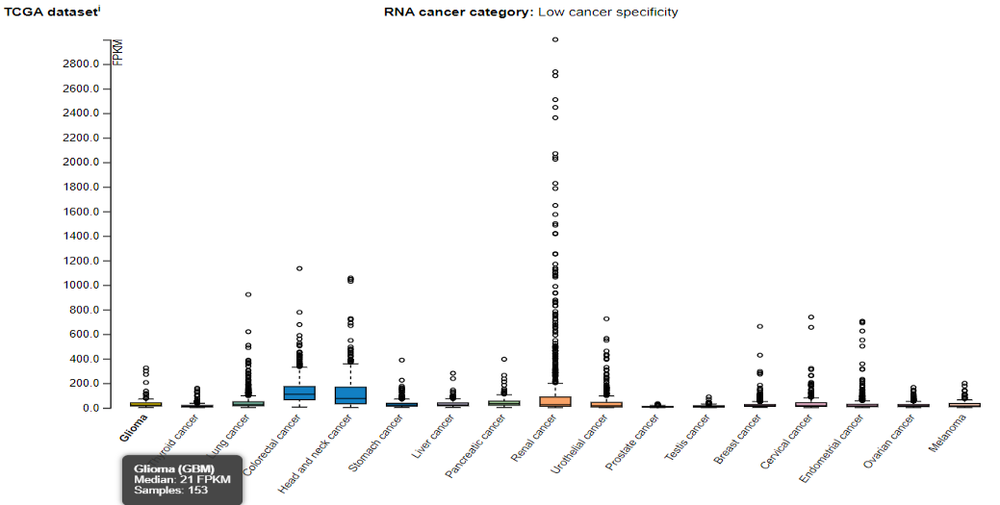 TCGA dataseti RNA cancer category: Low cancer specificity
FPKM
2800.0
2600.0
2400.0
2200.0
2000.0
1800.0
1600.0
1400.0
1200.0
1000.0
800.0
600.0
400.0
200.0
0.0
Glioma
cancer
ung cancer
Colorectal cancer
Head and neck cancer
Stomach cancer
Liver cancer
Pancreatic cancer
Renal cancer
Urothelial cancer
Prostate cancer
Testis cancer
Breast cancer
Cervical cancer
Endometrial cancer
Ovarian cancer
Melanoma
Glioma (GBM)
Median: 21 FPKM
Samples: 153